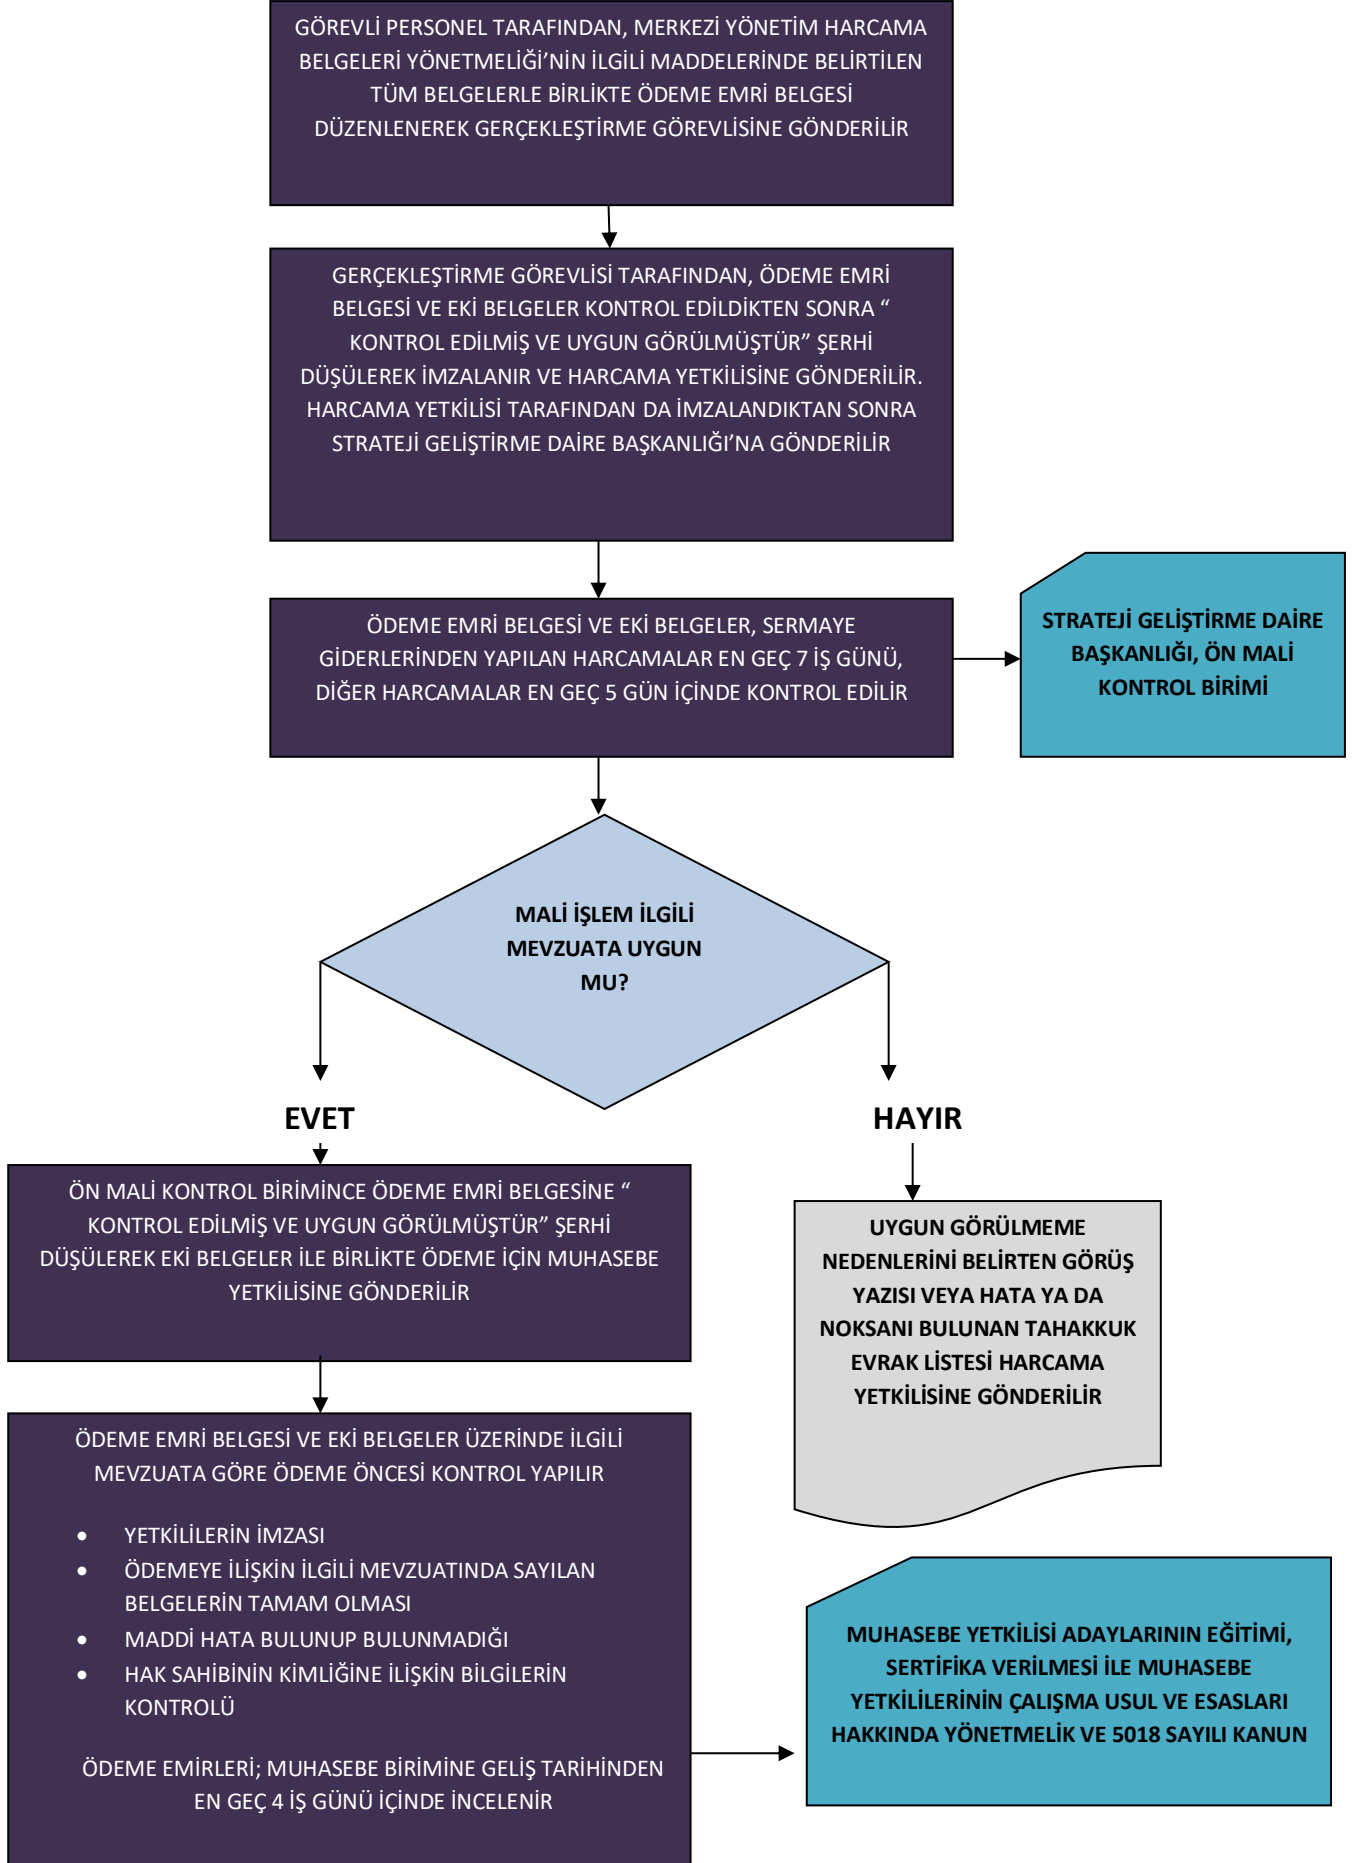 GÖREVLİ PERSONEL TARAFINDAN, MERKEZİ YÖNETİM HARCAMA
BELGELERİ YÖNETMELİĞİ’NİN İLGİLİ MADDELERİNDE BELİRTİLEN
TÜM BELGELERLE BİRLİKTE ÖDEME EMRİ BELGESİ
DÜZENLENEREK GERÇEKLEŞTİRME GÖREVLİSİNE GÖNDERİLİR
GERÇEKLEŞTİRME GÖREVLİSİ TARAFINDAN, ÖDEME EMRİ
BELGESİ VE EKİ BELGELER KONTROL EDİLDİKTEN SONRA “
KONTROL EDİLMİŞ VE UYGUN GÖRÜLMÜŞTÜR” ŞERHİ
DÜŞÜLEREK İMZALANIR VE HARCAMA YETKİLİSİNE GÖNDERİLİR.
HARCAMA YETKİLİSİ TARAFINDAN DA İMZALANDIKTAN SONRA
STRATEJİ GELİŞTİRME DAİRE BAŞKANLIĞI’NA GÖNDERİLİR
ÖDEME EMRİ BELGESİ VE EKİ BELGELER, SERMAYE
GİDERLERİNDEN YAPILAN HARCAMALAR EN GEÇ 7 İŞ GÜNÜ,
DİĞER HARCAMALAR EN GEÇ 5 GÜN İÇİNDE KONTROL EDİLİR
STRATEJİ GELİŞTİRME DAİRE
BAŞKANLIĞI, ÖN MALİ
KONTROL BİRİMİ
MALİ İŞLEM İLGİLİ
MEVZUATA UYGUN
MU?
EVET
HAYIR
ÖN MALİ KONTROL BİRİMİNCE ÖDEME EMRİ BELGESİNE “
KONTROL EDİLMİŞ VE UYGUN GÖRÜLMÜŞTÜR” ŞERHİ
DÜŞÜLEREK EKİ BELGELER İLE BİRLİKTE ÖDEME İÇİN MUHASEBE
YETKİLİSİNE GÖNDERİLİR
UYGUN GÖRÜLMEME
NEDENLERİNİ BELİRTEN GÖRÜŞ
YAZISI VEYA HATA YA DA
NOKSANI BULUNAN TAHAKKUK
EVRAK LİSTESİ HARCAMA
YETKİLİSİNE GÖNDERİLİR
ÖDEME EMRİ BELGESİ VE EKİ BELGELER ÜZERİNDE İLGİLİ
MEVZUATA GÖRE ÖDEME ÖNCESİ KONTROL YAPILIR
• YETKİLİLERİN İMZASI
• ÖDEMEYE İLİŞKİN İLGİLİ MEVZUATINDA SAYILAN
BELGELERİN TAMAM OLMASI
• MADDİ HATA BULUNUP BULUNMADIĞI
• HAK SAHİBİNİN KİMLİĞİNE İLİŞKİN BİLGİLERİN
KONTROLÜ
ÖDEME EMİRLERİ; MUHASEBE BİRİMİNE GELİŞ TARİHİNDEN
EN GEÇ 4 İŞ GÜNÜ İÇİNDE İNCELENİR
MUHASEBE YETKİLİSİ ADAYLARININ EĞİTİMİ,
SERTİFİKA VERİLMESİ İLE MUHASEBE
YETKİLİLERİNİN ÇALIŞMA USUL VE ESASLARI
HAKKINDA YÖNETMELİK VE 5018 SAYILI KANUN